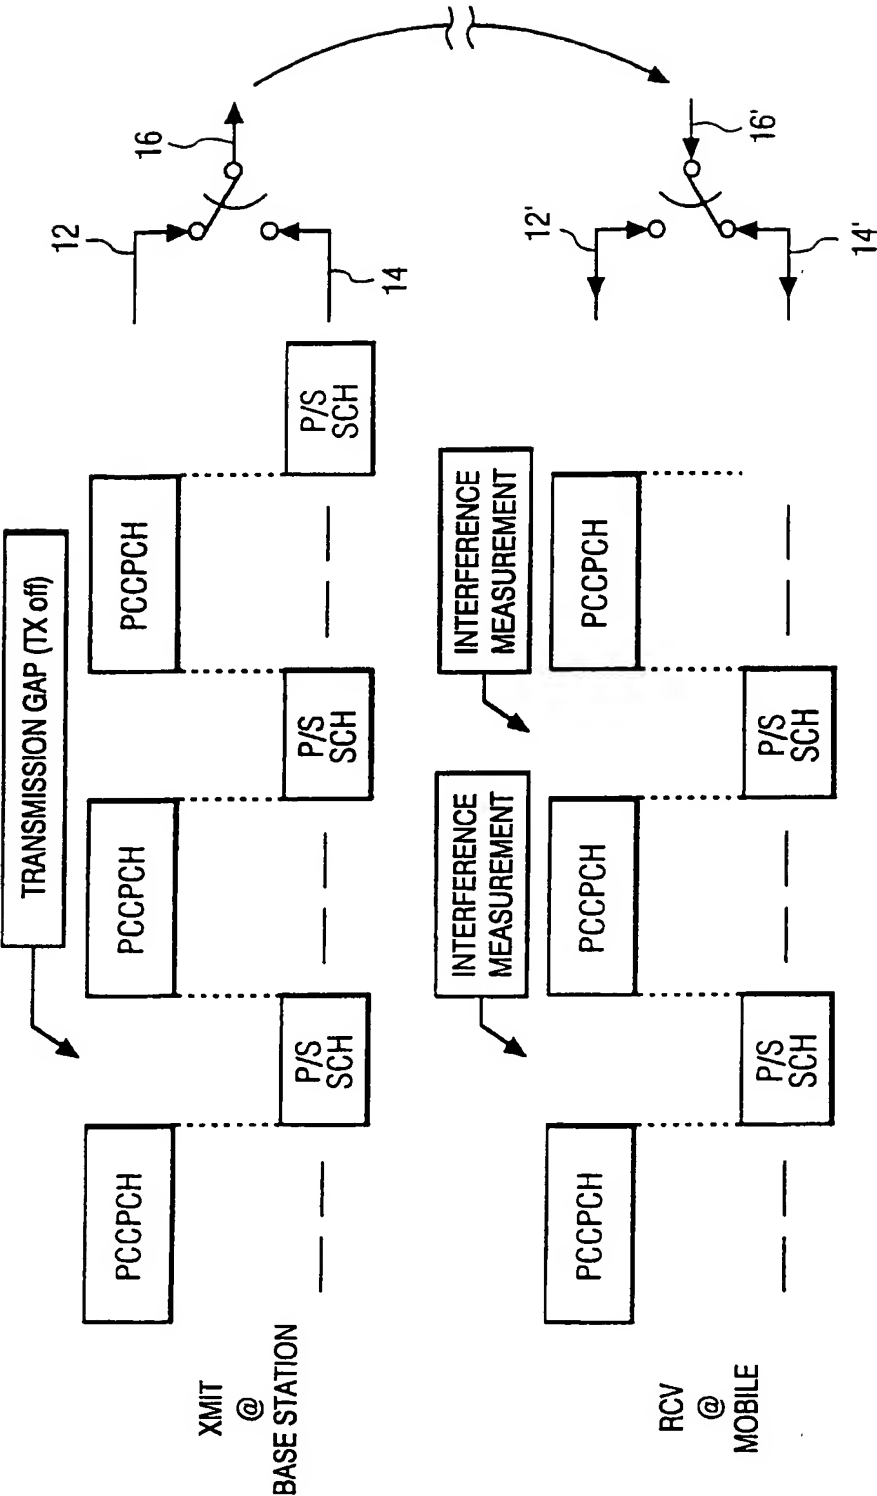 TRANSMISSION GAP (TX off)
PCCPCH
PCCPCH
PCCPCH
XMIT
@
BASE STATION
P/S
SCH
P/S
SCH
P/S
SCH
12
16
14
INTERFERENCE
MEASUREMENT
INTERFERENCE
MEASUREMENT
PCCPCH
PCCPCH
PCCPCH
RCV
@
MOBILE
P/S
SCH
P/S
SCH
12'
16'
14'